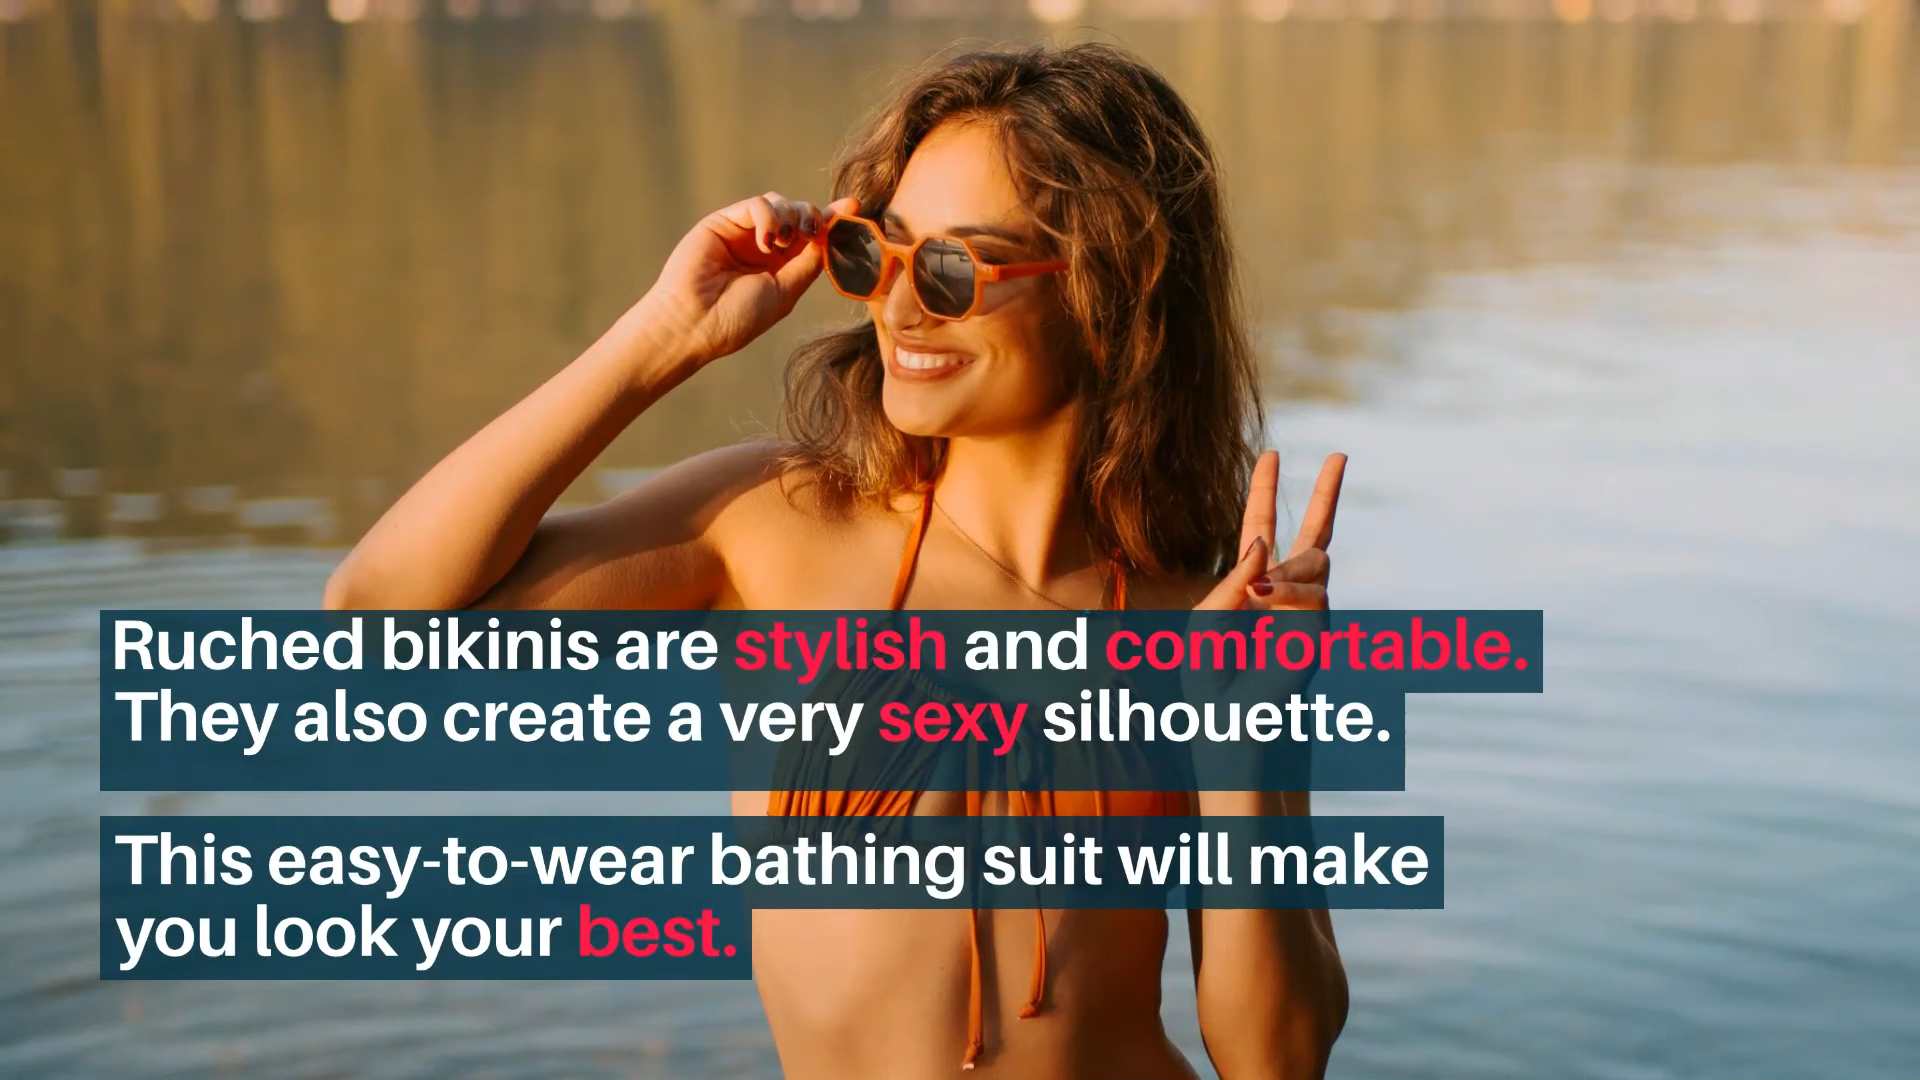 Ruched bikinis are stylish and comfortable.
They also create a very sexy silhouette.
This easy-to-wear bathing suit will make
you look your best.